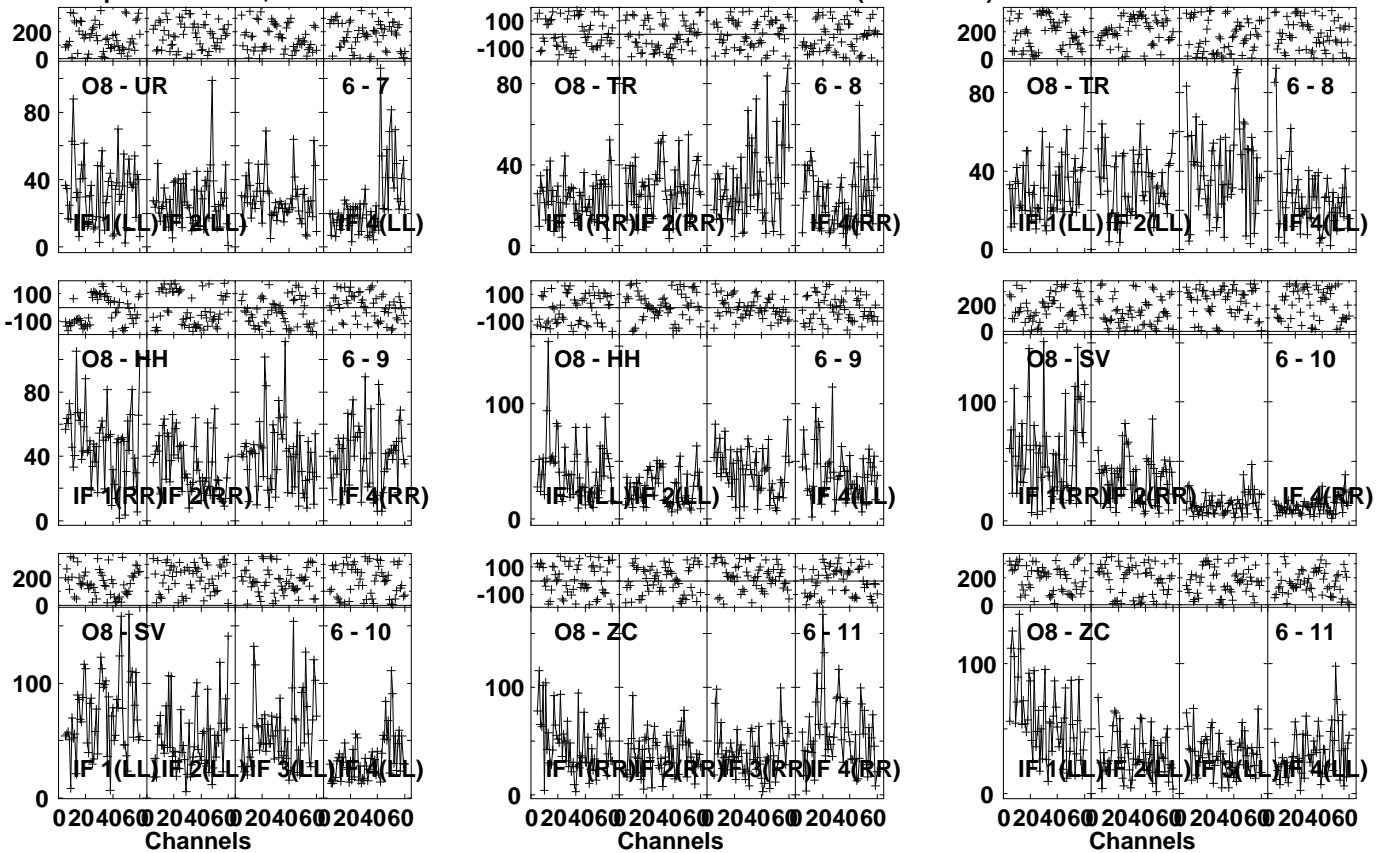 200
0
100
-100
200
0
O8 - UR 6 - 7
O8 - TR 6 - 8
O8 - TR 6 - 8
80
40
0
80
40
0
80
40
0
IF 1(LL) IF 2(LL) IF 4(LL)
IF 1(RR) IF 2(RR) IF 4(RR)
IF 1(LL) IF 2(LL) IF 4(LL)
100
-100
100
-100
200
0
O8 - HH 6 - 9
O8 - HH 6 - 9
O8 - SV 6 - 10
80
40
0
100
0
100
0
IF 1(RR) IF 2(RR) IF 4(RR)
IF 1(LL) IF 2(LL) IF 4(LL)
IF 1(RR) IF 2(RR) IF 4(RR)
200
0
100
-100
200
0
O8 - SV 6 - 10
O8 - ZC 6 - 11
O8 - ZC 6 - 11
100
0
100
0
100
0
IF 1(LL) IF 2(LL) IF 3(LL) IF 4(LL)
IF 1(RR) IF 2(RR) IF 3(RR) IF 4(RR)
IF 1(LL) IF 2(LL) IF 3(LL) IF 4(LL)
0 20 40 60 0 20 40 60 0 20 40 60 0 20 40 60
0 20 40 60 0 20 40 60 0 20 40 60 0 20 40 60
0 20 40 60 0 20 40 60 0 20 40 60 0 20 40 60
Channels
Channels
Channels